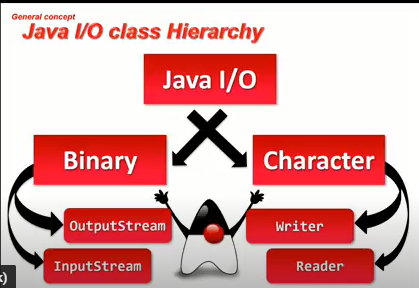 General concept
Java I/O class Hierarchy
Java I/O
Binary
Character
OutputStream
Writer
InputStream
Reader
k)